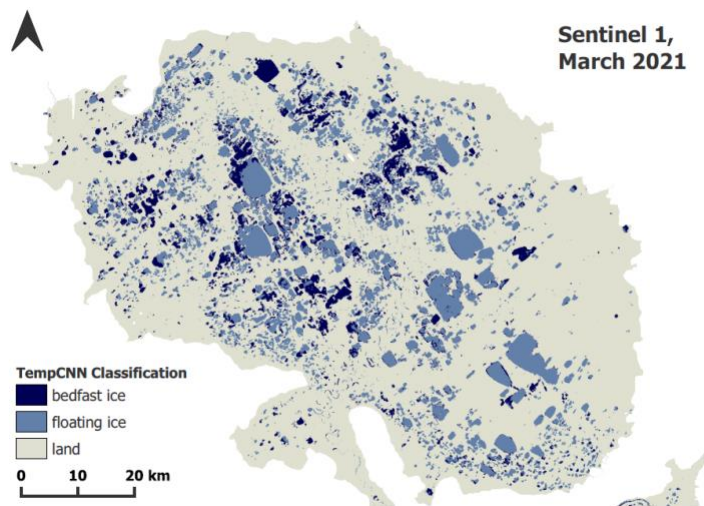 Sentinel 1,
March 2021
TempCNN Classification
bedfast ice
floating ice
land
0 10 20 km